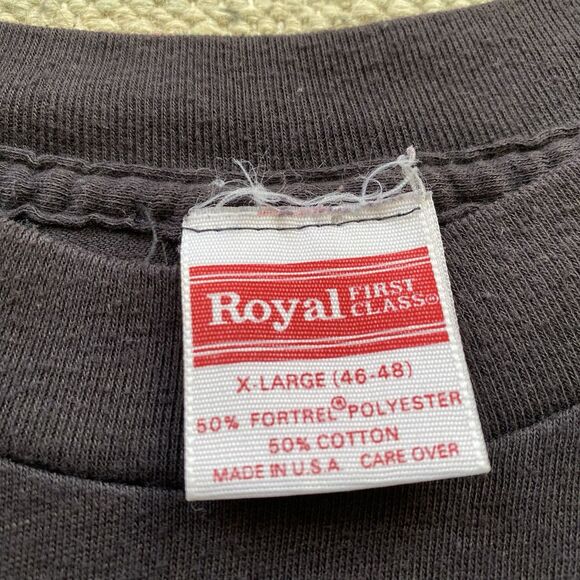 Royal FIRST CLASS®
X-LARGE (46-48)
50% FORTREL® POLYESTER
50% COTTON
MADE IN U.S.A CARE OVER